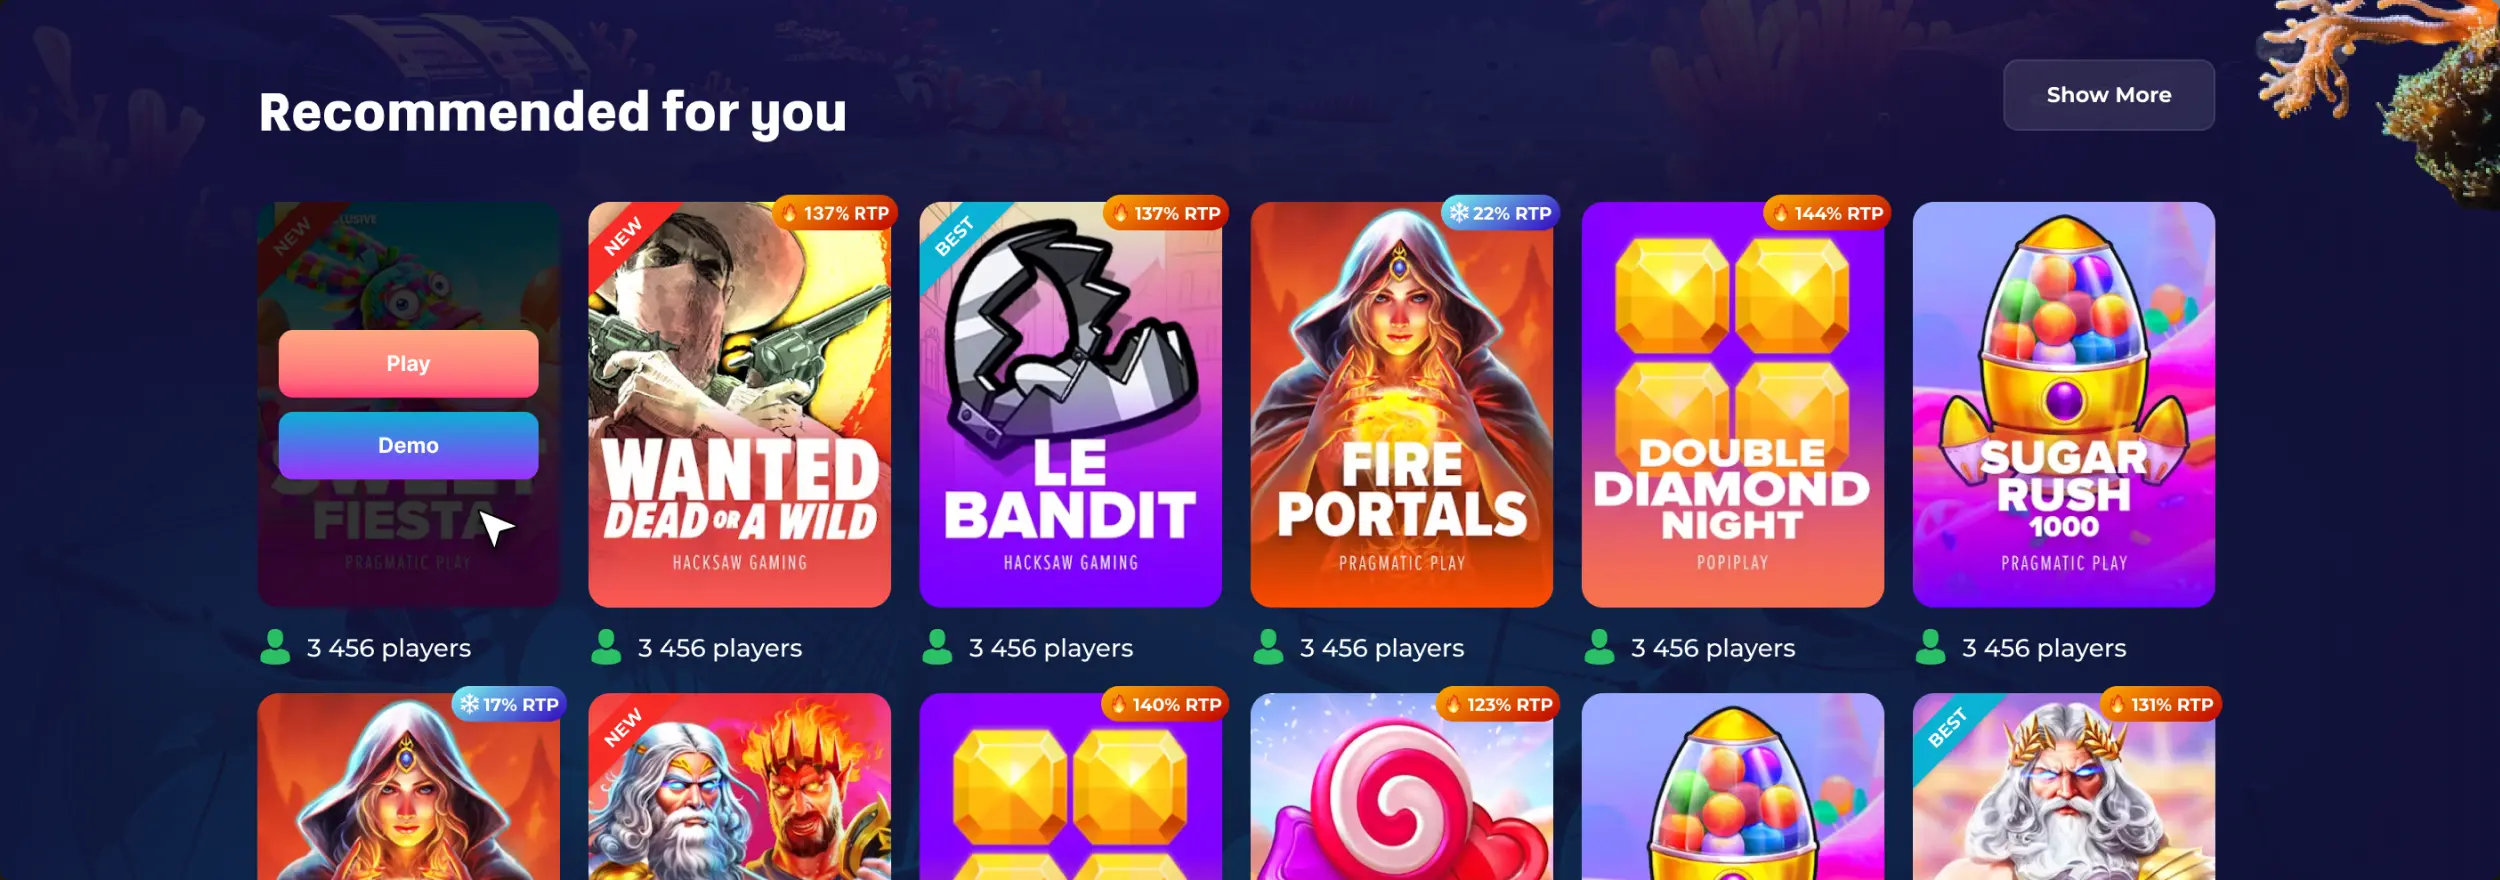 Recommended for you
Show More
NEW
CLUSIVE
Play
Demo
SWEET
FIESTA
PRAGMATIC PLAY
NEW
137% RTP
WANTED
DEAD OR A WILD
HACKSAW GAMING
BEST
137% RTP
LE
BANDIT
HACKSAW GAMING
22% RTP
FIRE
PORTALS
PRAGMATIC PLAY
144% RTP
DOUBLE
DIAMOND
NIGHT
POPIPLAY
SUGAR
RUSH
1000
PRAGMATIC PLAY
3 456 players
3 456 players
3 456 players
3 456 players
3 456 players
3 456 players
17% RTP
NEW
140% RTP
123% RTP
BEST
131% RTP